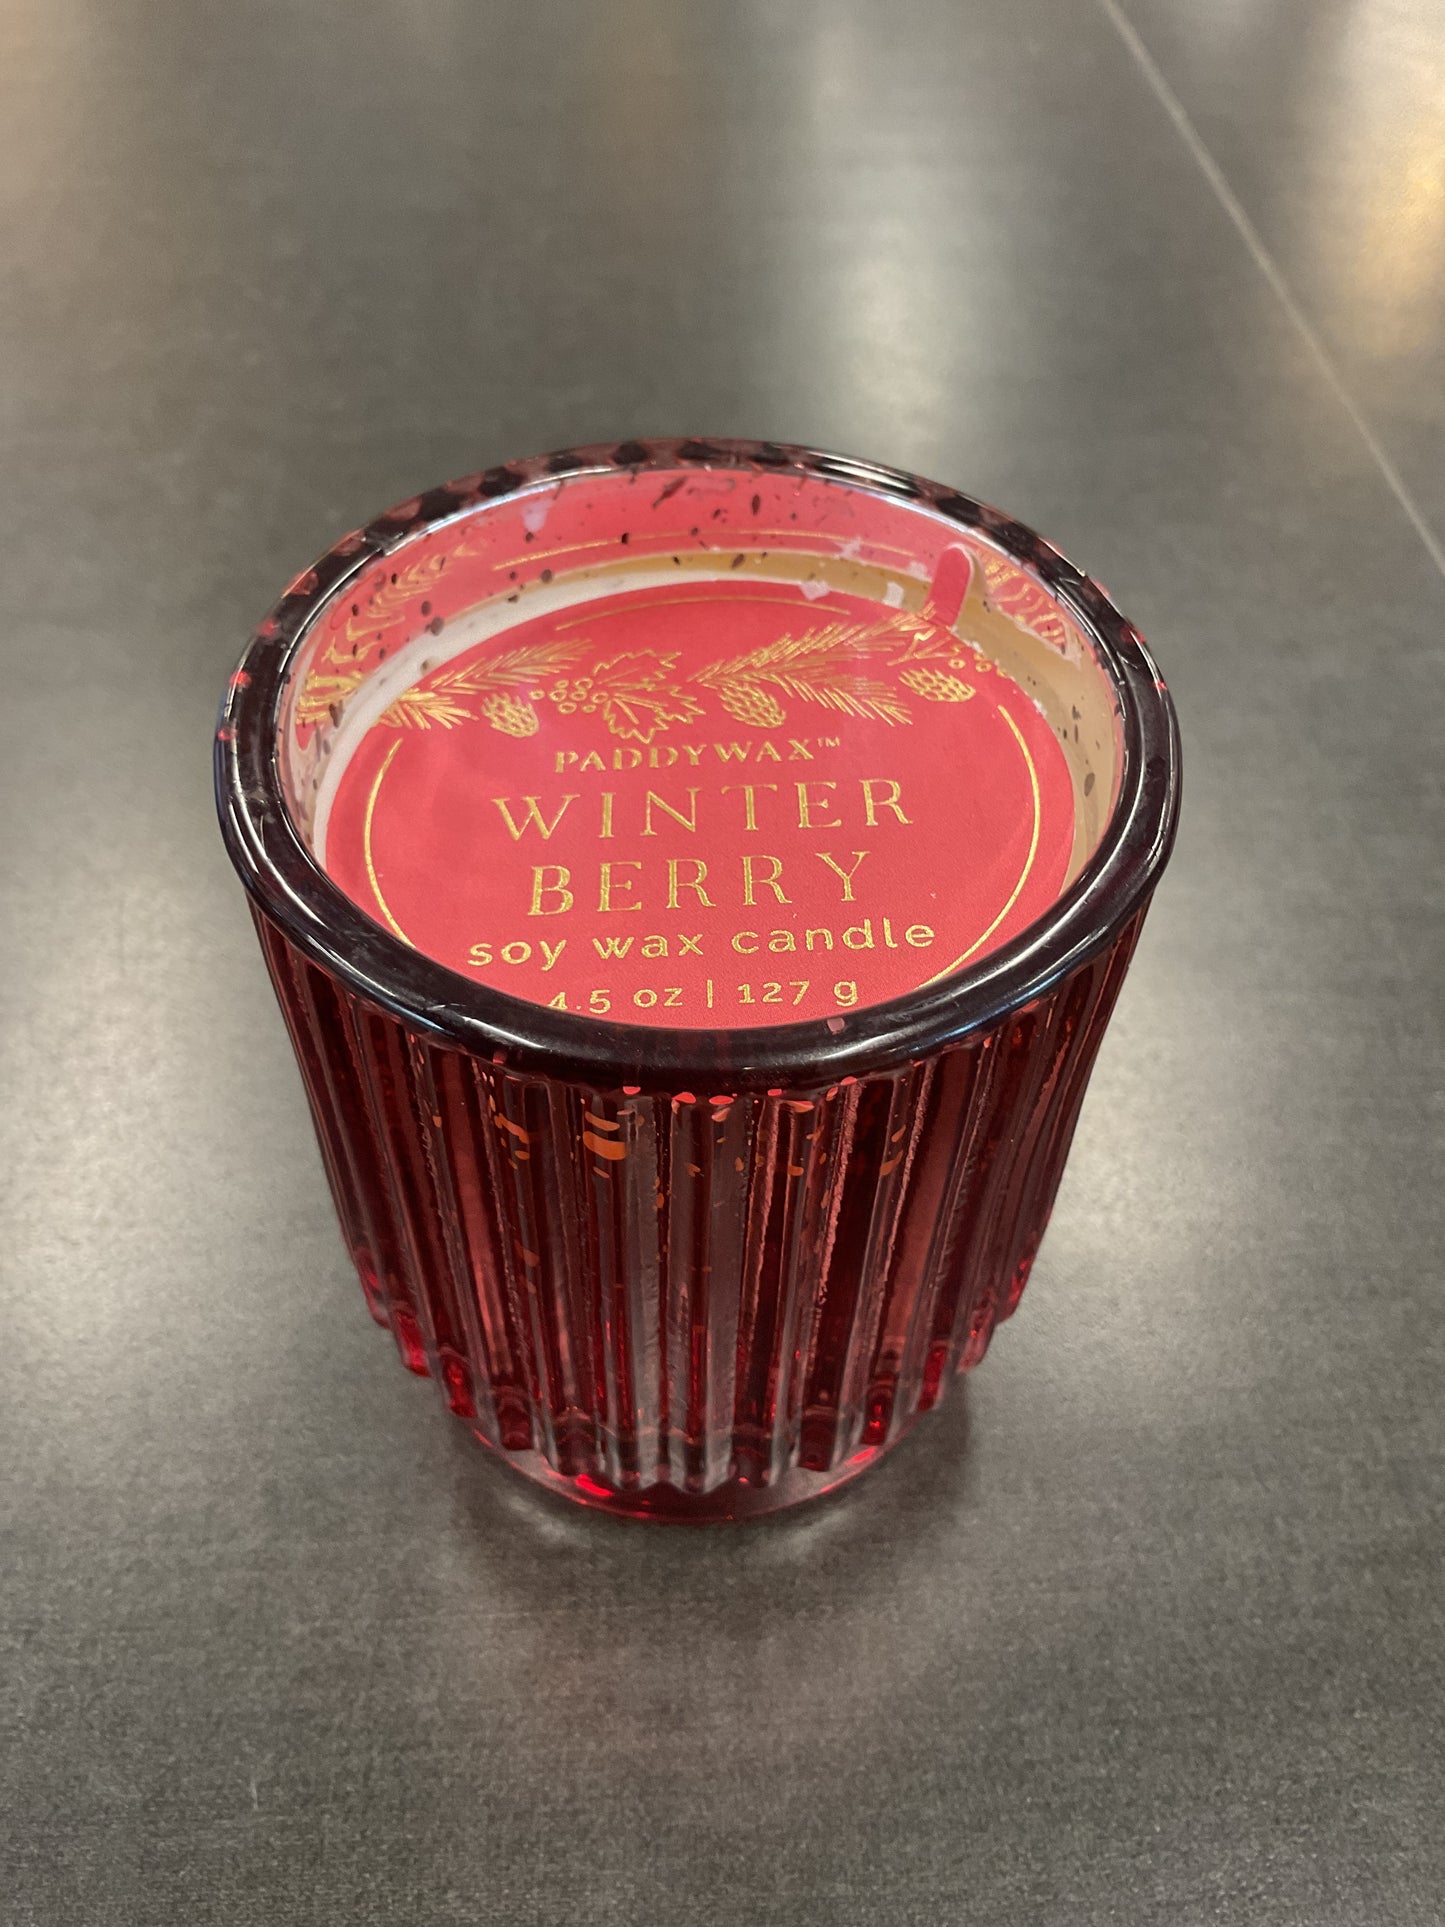 PADDYWAX™
WINTER
BERRY
soy wax candle
4.5 oz | 127 g